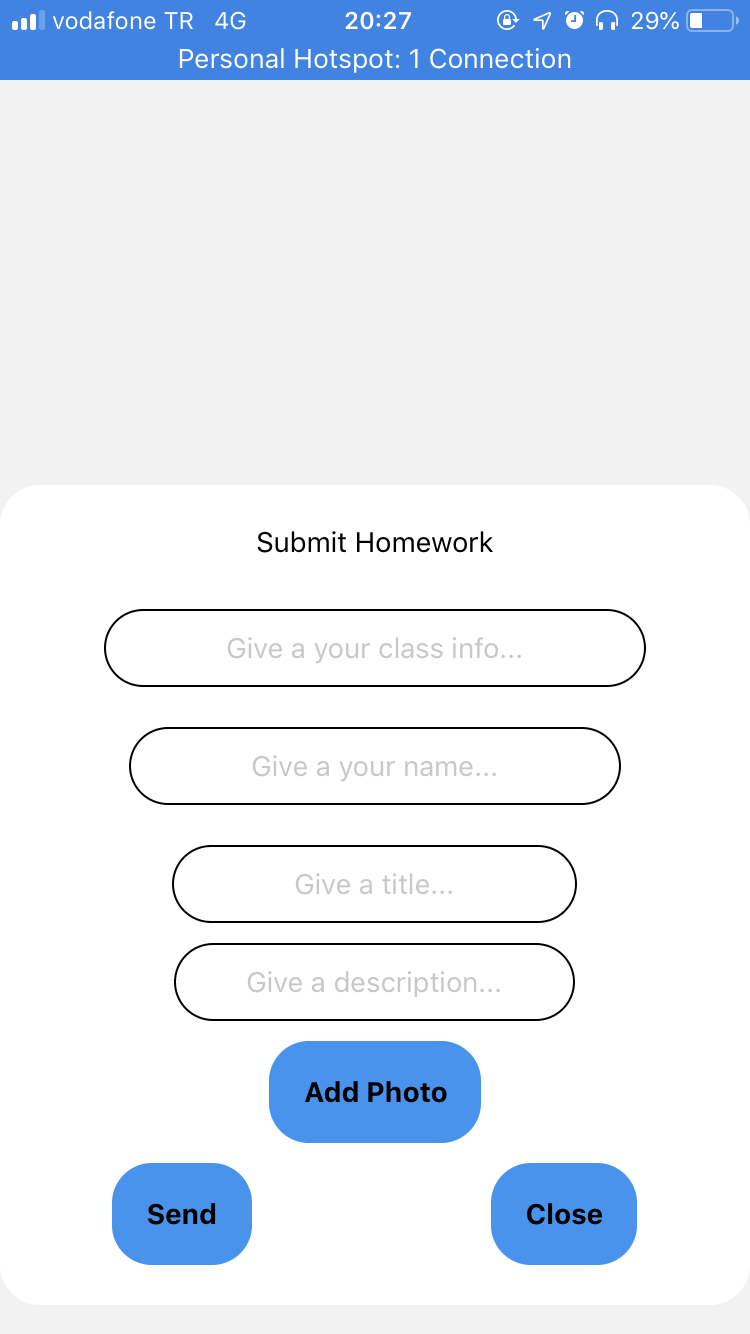 vodafone TR 4G 20:27 29%
Personal Hotspot: 1 Connection
Submit Homework
Give a your class info...
Give a your name...
Give a title...
Give a description...
Add Photo
Send Close